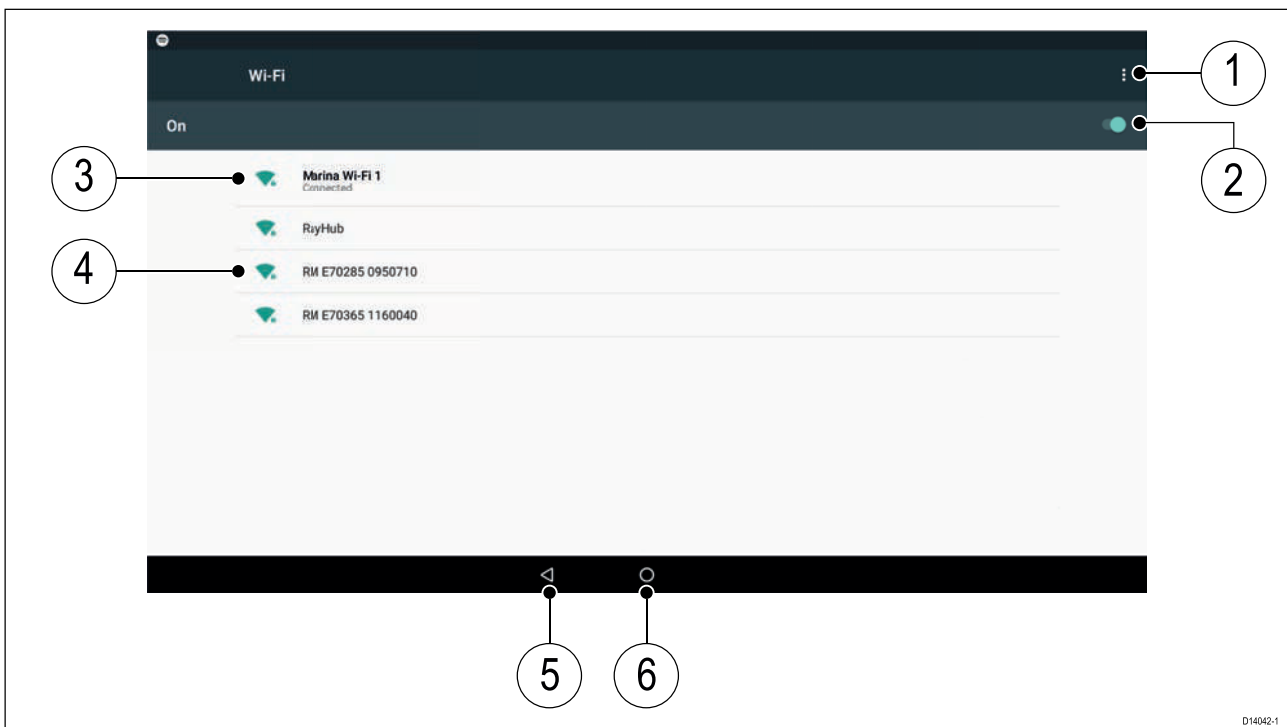 Wi-Fi
1
On
2
3
Marina Wi-Fi 1
Connected
RayHub
4
RM E70285 0950710
RM E70365 1160040
5
6
D14042-1